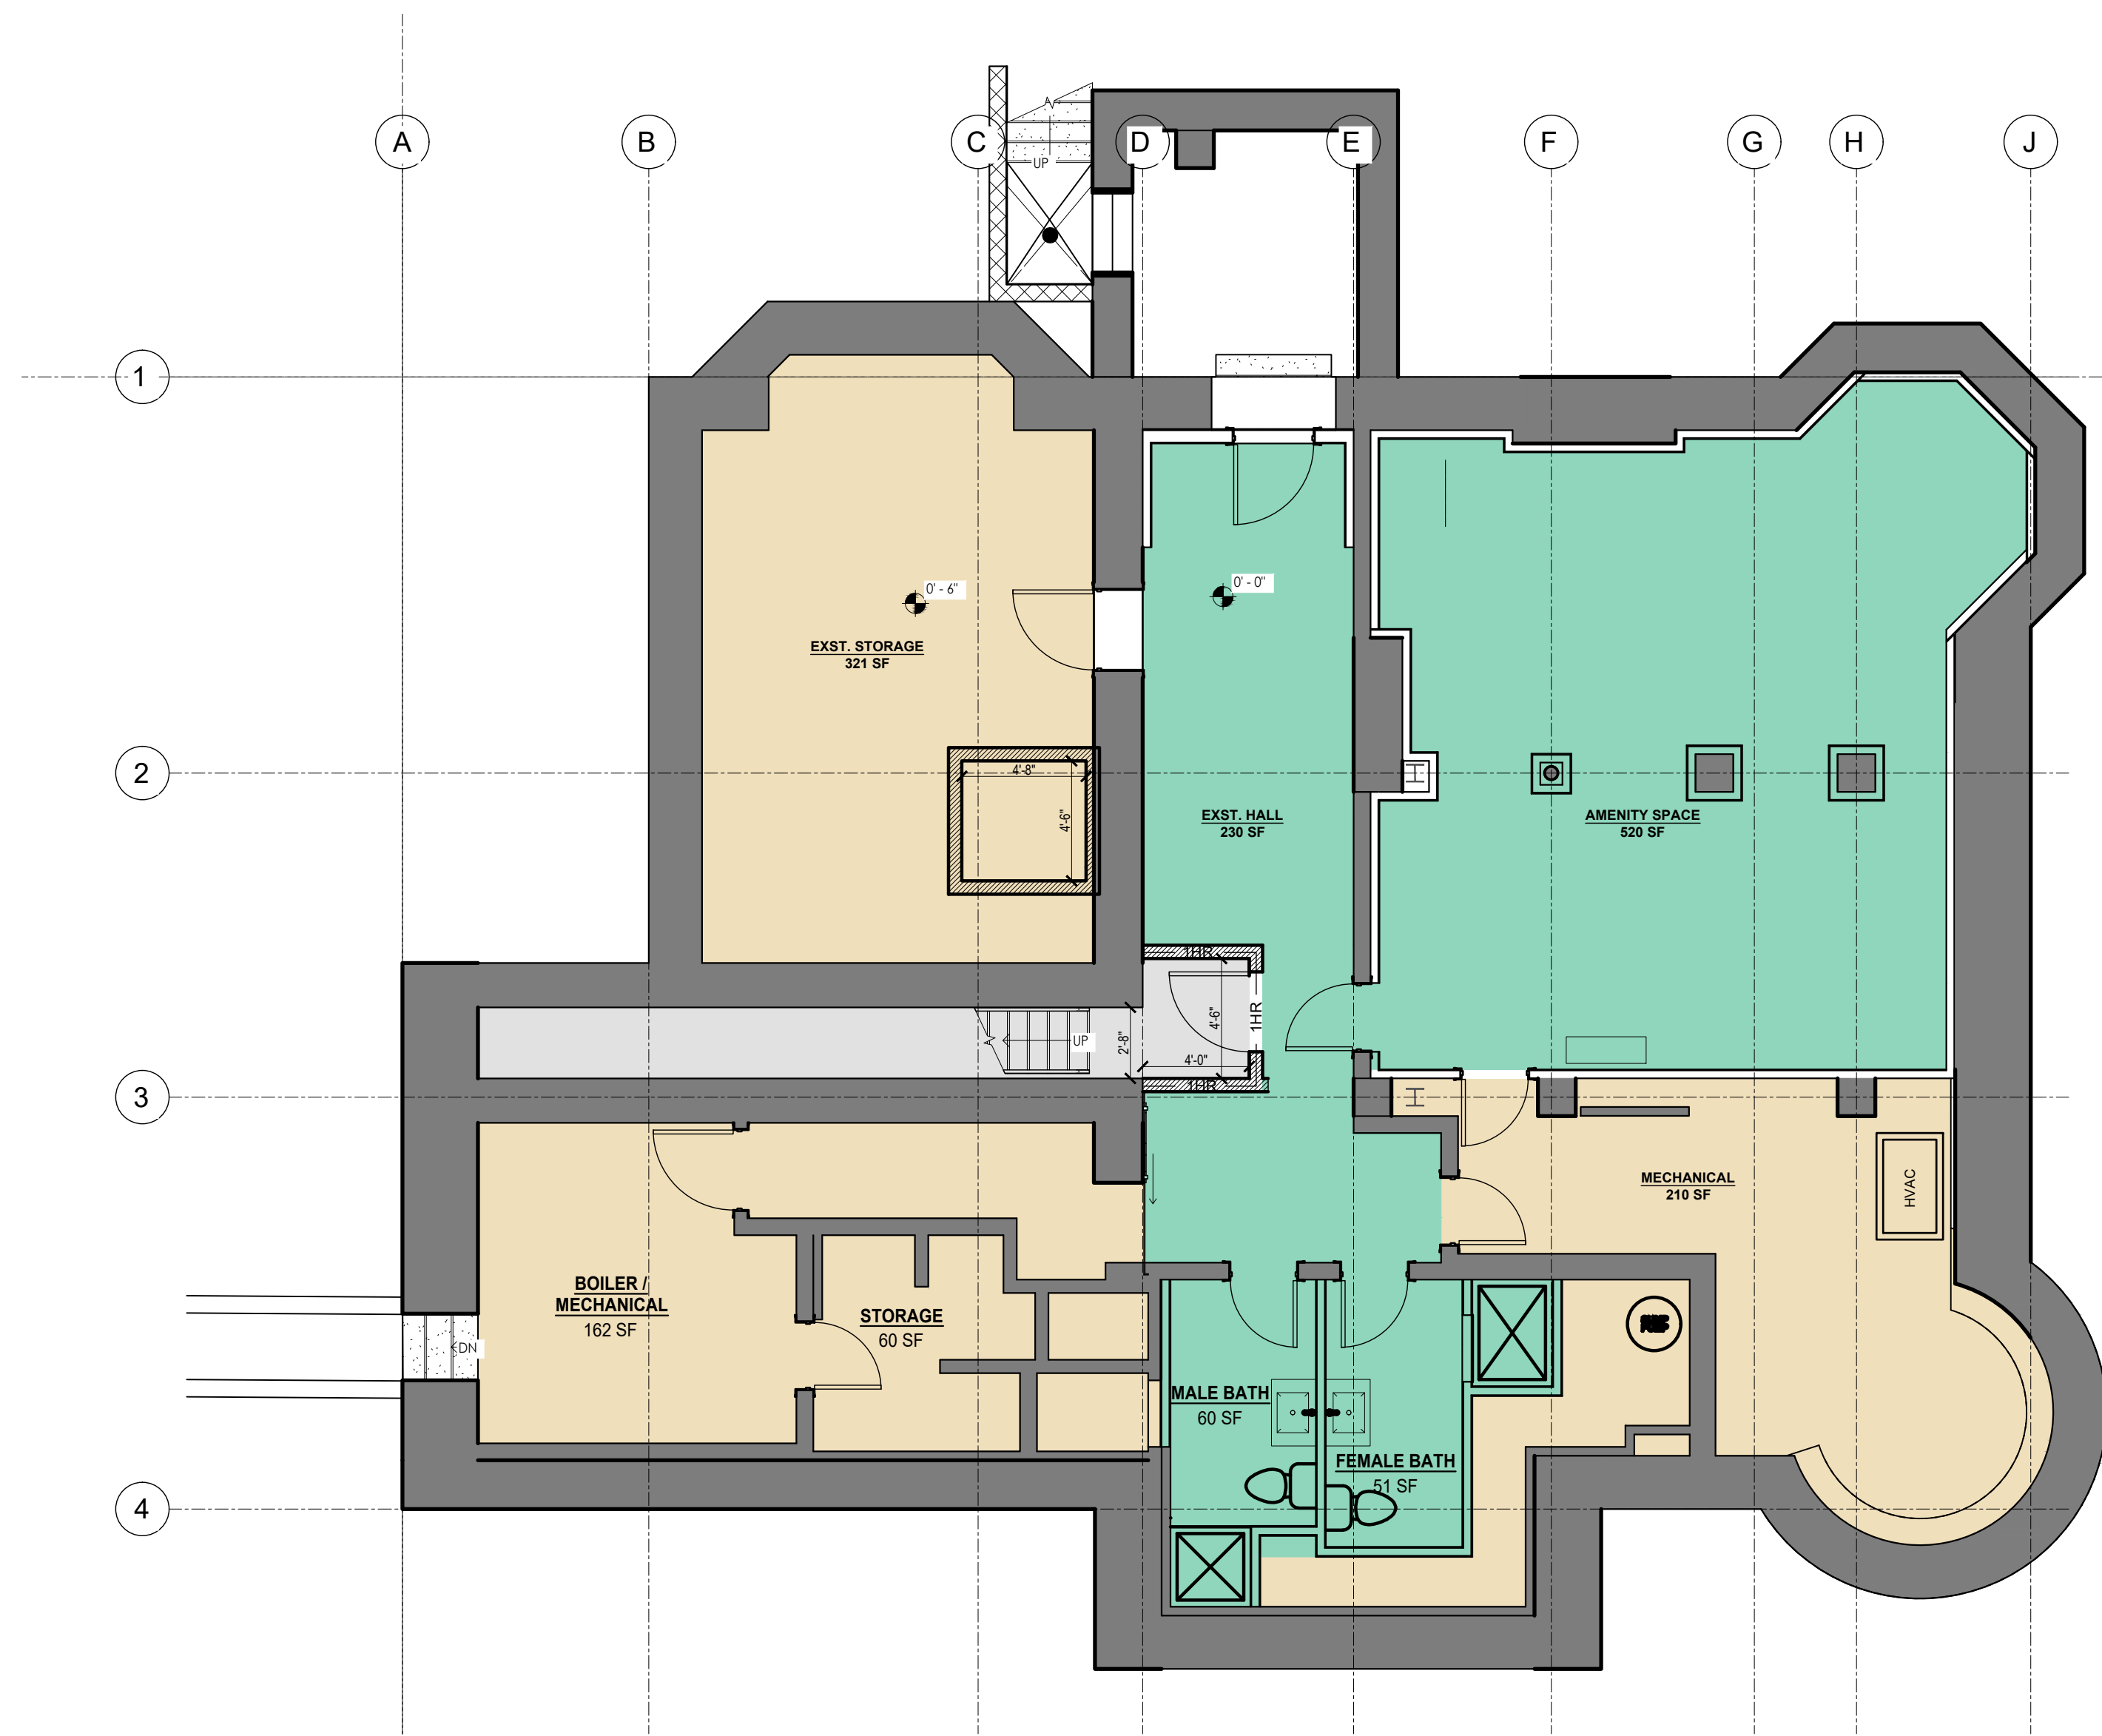 A
B
C
D
E
F
G
H
J
UP
1
0' - 6"
0' - 0"
EXST. STORAGE
321 SF
2
4'-8"
4'-6"
EXST. HALL
230 SF
AMENITY SPACE
520 SF
1HR
4'-6"
1HR
UP
2'-8"
4'-0"
1HR
3
MECHANICAL
210 SF
HVAC
BOILER /
MECHANICAL
162 SF
STORAGE
60 SF
DN
MALE BATH
60 SF
FEMALE BATH
51 SF
4